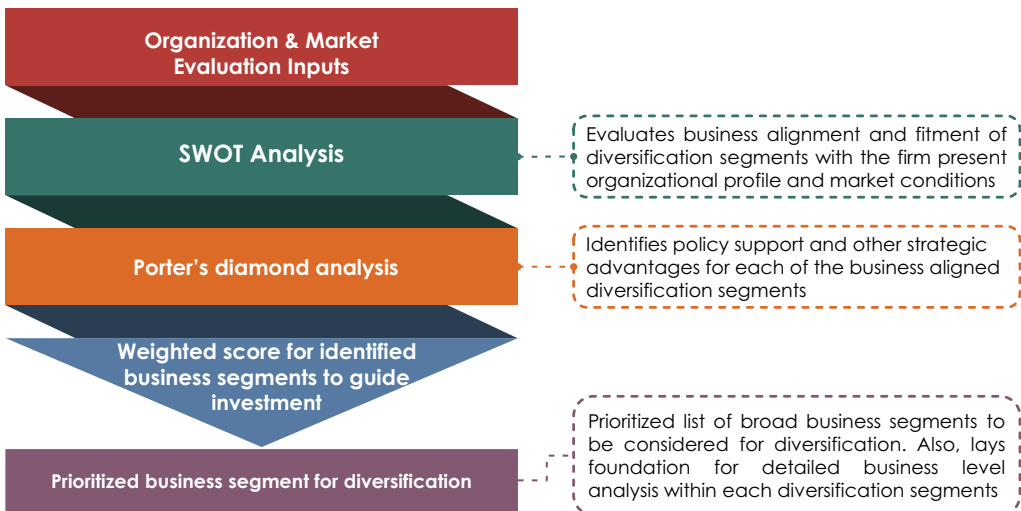 Organization & Market
Evaluation Inputs
SWOT Analysis
Evaluates business alignment and fitment of
diversification segments with the firm present
organizational profile and market conditions
Porter's diamond analysis
Identifies policy support and other strategic
advantages for each of the business aligned
diversification segments
Weighted score for identified
business segments to guide
investment
Prioritized business segment for diversification
Prioritized list of broad business segments to
be considered for diversification. Also, lays
foundation for detailed business level
analysis within each diversification segments